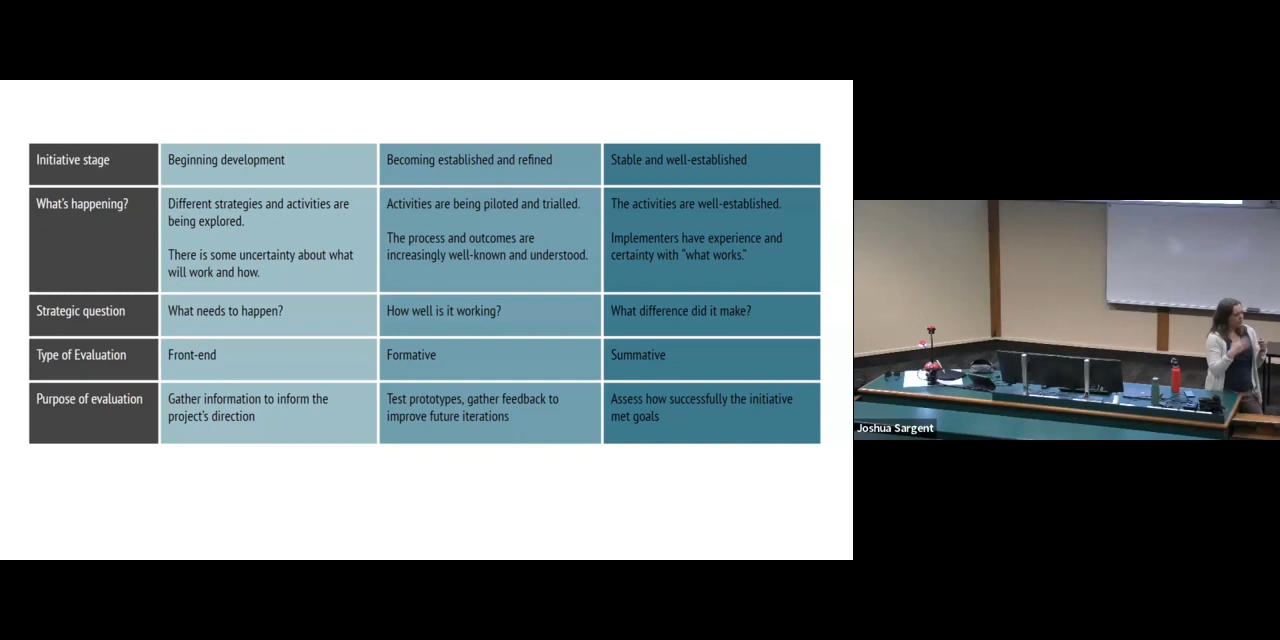 Initiative stage
Beginning development
Becoming established and refined
Stable and well-established
What's happening?
Different strategies and activities are
being explored.
There is some uncertainty about what
will work and how.
Activities are being piloted and trialled.
The process and outcomes are
increasingly well-known and understood.
The activities are well-established.
Implementers have experience and
certainty with "what works."
Strategic question
What needs to happen?
How well is it working?
What difference did it make?
Type of Evaluation
Front-end
Formative
Summative
Purpose of evaluation
Gather information to inform the
project's direction
Test prototypes, gather feedback to
improve future iterations
Assess how successfully the initiative
met goals
Joshua Sargent